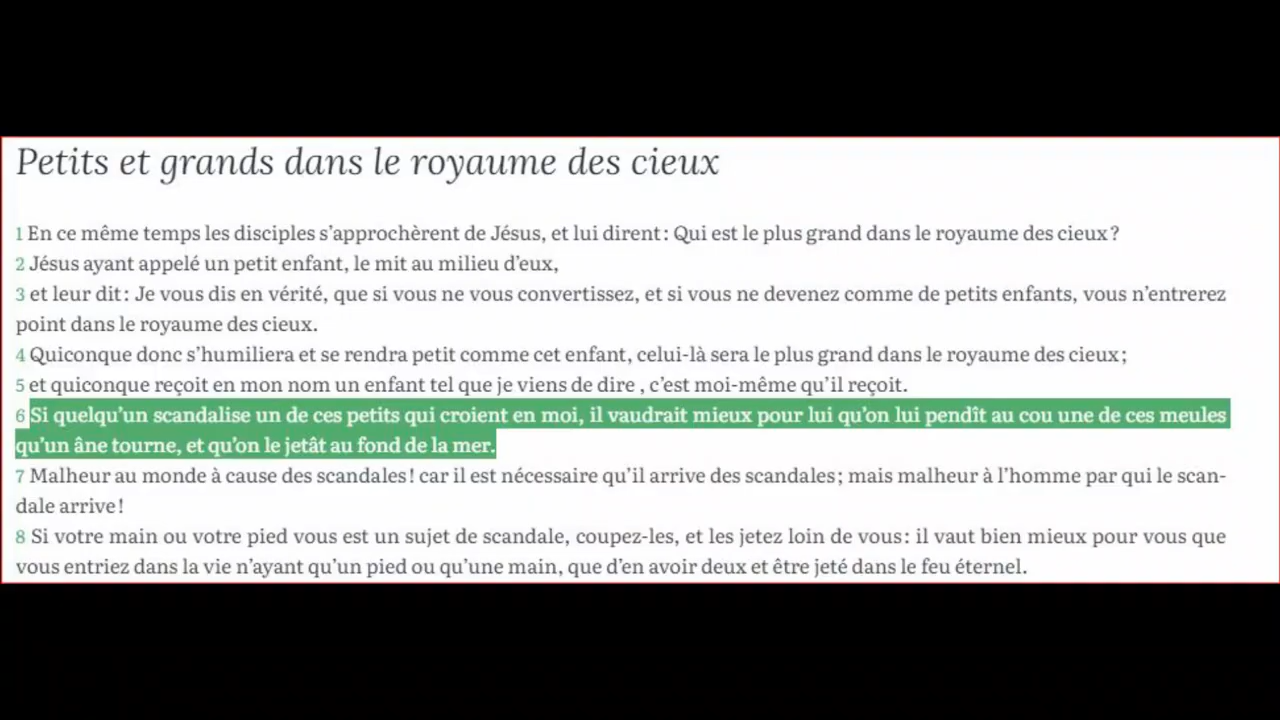 Petits et grands dans le royaume des cieux
1 En ce même temps les disciples s’approchèrent de Jésus, et lui dirent : Qui est le plus grand dans le royaume des cieux ?
2 Jésus ayant appelé un petit enfant, le mit au milieu d’eux,
3 et leur dit : Je vous dis en vérité, que si vous ne vous convertissez, et si vous ne devenez comme de petits enfants, vous n’entrerez
point dans le royaume des cieux.
4 Quiconque donc s’humiliera et se rendra petit comme cet enfant, celui-là sera le plus grand dans le royaume des cieux ;
5 et quiconque reçoit en mon nom un enfant tel que je viens de dire , c’est moi-même qu’il reçoit.
6 Si quelqu’un scandalise un de ces petits qui croient en moi, il vaudrait mieux pour lui qu’on lui pendît au cou une de ces meules
qu’un âne tourne, et qu’on le jetât au fond de la mer.
7 Malheur au monde à cause des scandales ! car il est nécessaire qu’il arrive des scandales ; mais malheur à l’homme par qui le scan-
dale arrive !
8 Si votre main ou votre pied vous est un sujet de scandale, coupez-les, et les jetez loin de vous : il vaut bien mieux pour vous que
vous entriez dans la vie n’ayant qu’un pied ou qu’une main, que d’en avoir deux et être jeté dans le feu éternel.